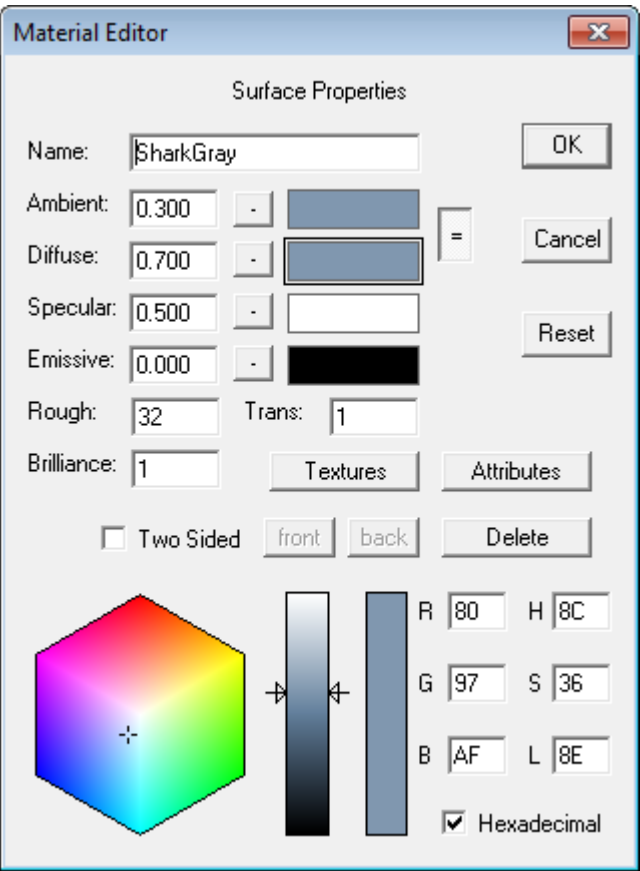 Material Editor
Surface Properties
Name: SharkGray OK
Ambient: 0.300 - =
Diffuse: 0.700 - Cancel
Specular: 0.500 -
Emissive: 0.000 - Reset
Rough: 32 Trans: 1
Brilliance: 1 Textures Attributes
Two Sided front back Delete
R 80 H 8C
G 97 S 36
B AF L 8E
Hexadecimal